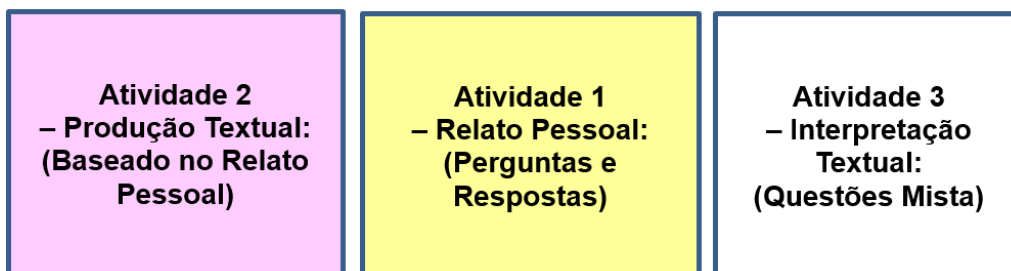 Atividade 2
– Produção Textual:
(Baseado no Relato
Pessoal)
Atividade 1
– Relato Pessoal:
(Perguntas e
Respostas)
Atividade 3
– Interpretação
Textual:
(Questões Mista)